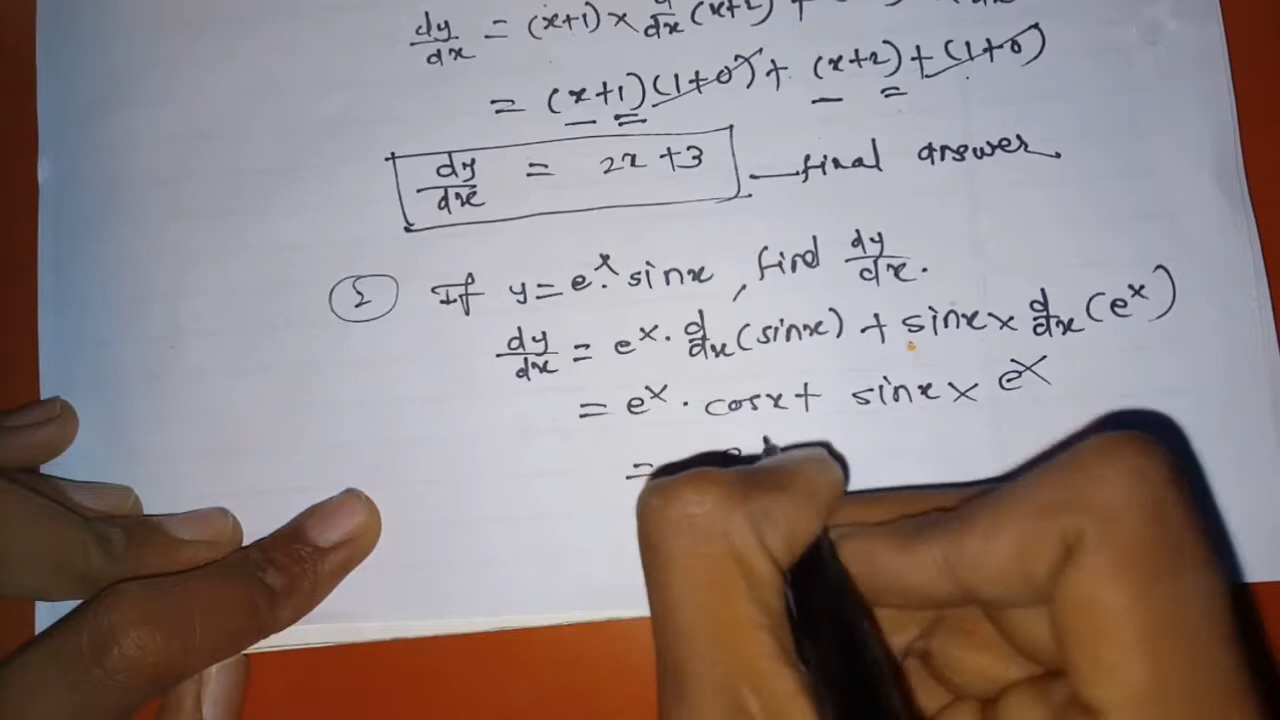 dy/dx = (x+1) × d/dx (x+2) +
= (x+1)(1+0) + (x+2) + (1+0)
dy/dx = 2x+3 — final answer
② If y = e^x. sinx, find dy/dx.
dy/dx = e^x. d/dx (sinx) + sinx × d/dx (e^x)
= e^x. cosx + sinx × e^x
=